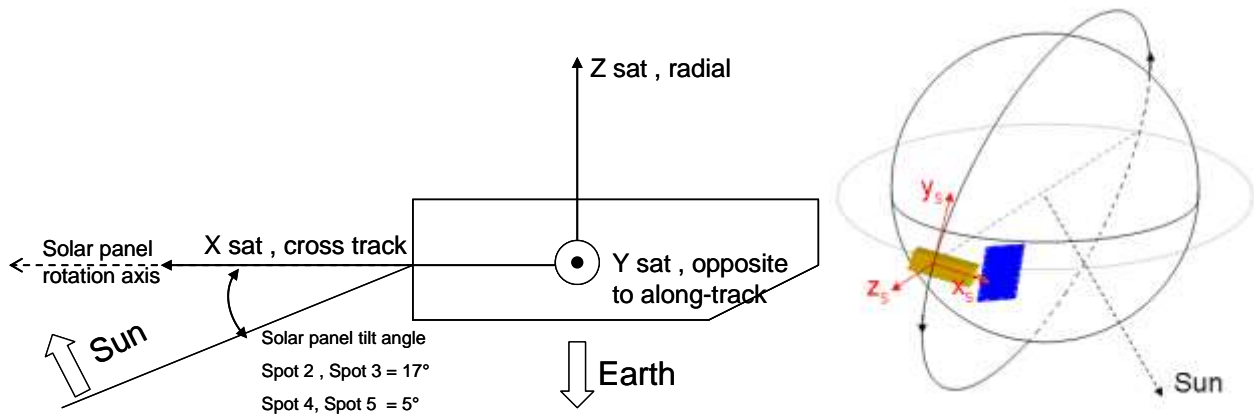 Z sat , radial
Solar panel
rotation axis
X sat , cross track
Y sat , opposite
to along-track
Sun
Solar panel tilt angle
Spot 2 , Spot 3 = 17°
Spot 4, Spot 5 = 5°
Earth
ys
zs
xs
Sun